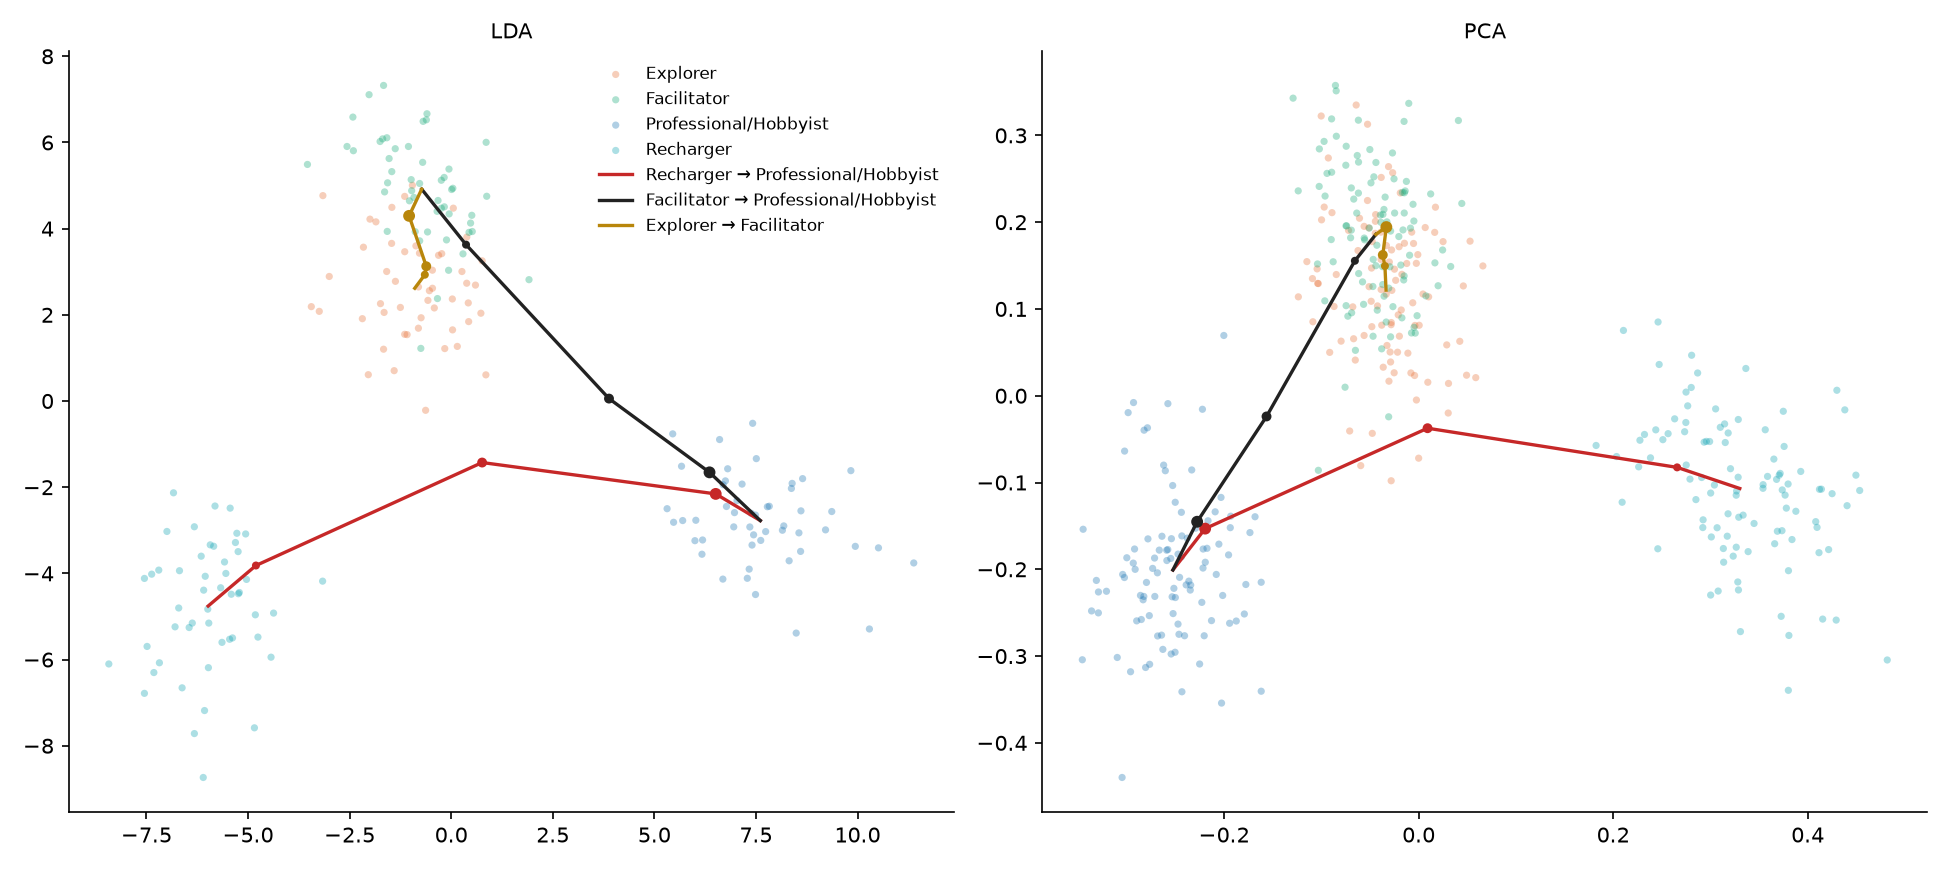 LDA
8
6
4
2
0
−2
−4
−6
−8
−7.5 −5.0 −2.5 0.0 2.5 5.0 7.5 10.0
Explorer
Facilitator
Professional/Hobbyist
Recharger
Recharger → Professional/Hobbyist
Facilitator → Professional/Hobbyist
Explorer → Facilitator
PCA
0.3
0.2
0.1
0.0
−0.1
−0.2
−0.3
−0.4
−0.2 0.0 0.2 0.4